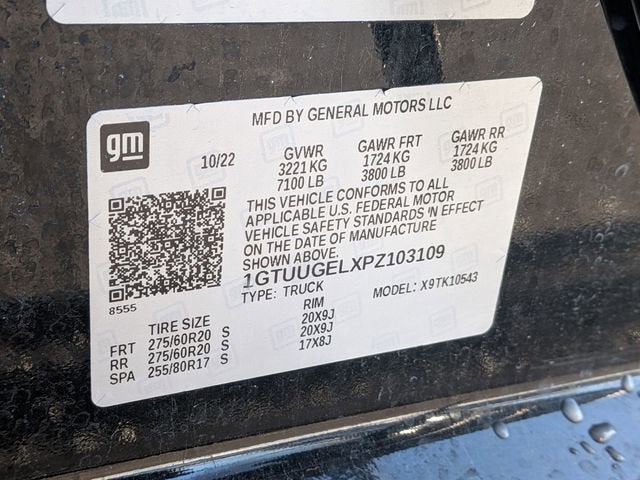 MFD BY GENERAL MOTORS LLC
gm
10/22
GVWR GAWR FRT GAWR RR
3221 KG 1724 KG 1724 KG
7100 LB 3800 LB 3800 LB
THIS VEHICLE CONFORMS TO ALL
APPLICABLE U.S. FEDERAL MOTOR
VEHICLE SAFETY STANDARDS IN EFFECT
ON THE DATE OF MANUFACTURE
SHOWN ABOVE.
1GTUUGELXPZ103109
TYPE: TRUCK MODEL: X9TK10543
8555
TIRE SIZE RIM
FRT 275/60R20 S 20X9J
RR 275/60R20 S 20X9J
SPA 255/80R17 S 17X8J